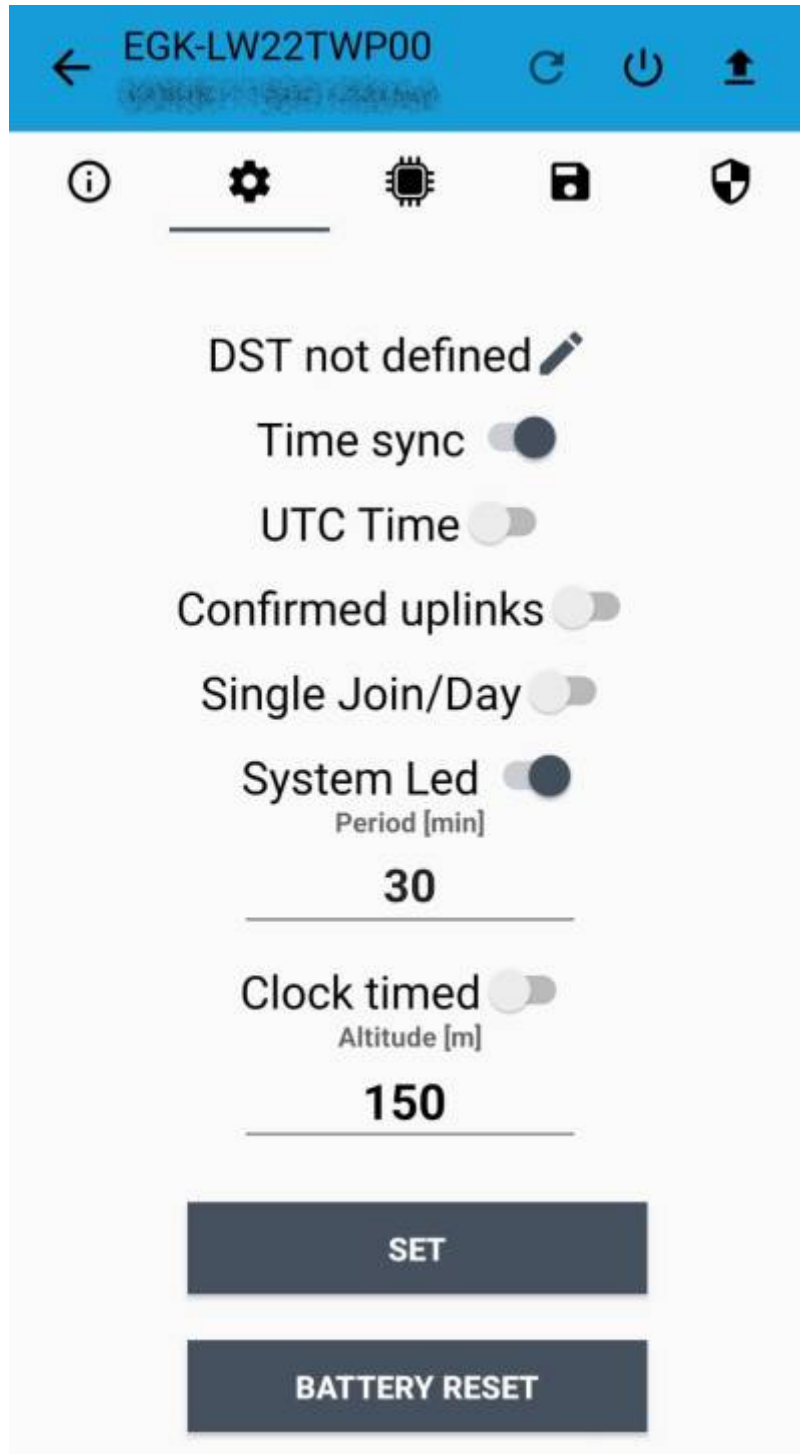 EGK-LW22TWP00
DST not defined
Time sync
UTC Time
Confirmed uplinks
Single Join/Day
System Led
Period [min]
30
Clock timed
Altitude [m]
150
SET
BATTERY RESET